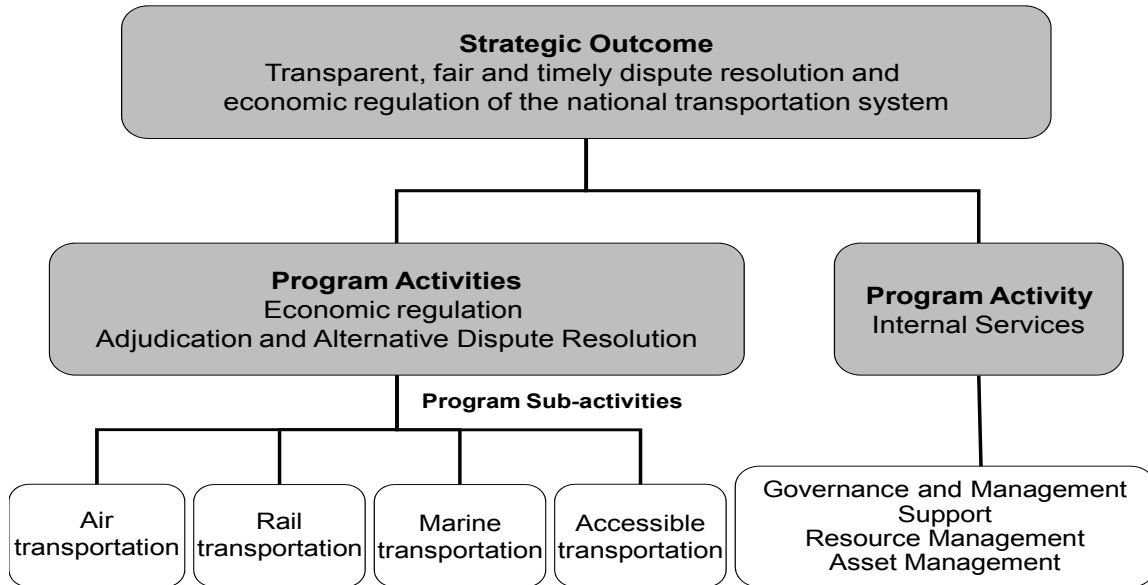 Strategic Outcome
Transparent, fair and timely dispute resolution and
economic regulation of the national transportation system
Program Activities
Economic regulation
Adjudication and Alternative Dispute Resolution
Program Activity
Internal Services
Program Sub-activities
Air
transportation
Rail
transportation
Marine
transportation
Accessible
transportation
Governance and Management
Support
Resource Management
Asset Management